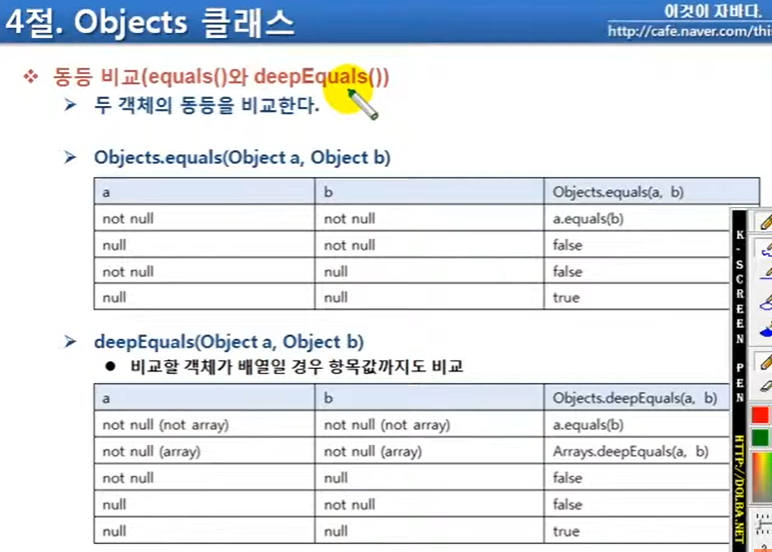 4절. Objects 클래스
이것이 자바다.
http://cafe.naver.com/this
❖ 동등 비교(equals()와 deepEquals())
➢ 두 객체의 동등을 비교한다.
➢ Objects.equals(Object a, Object b)
a b Objects.equals(a, b)
not null not null a.equals(b)
null not null false
not null null false
null null true
➢ deepEquals(Object a, Object b)
● 비교할 객체가 배열일 경우 항목값까지도 비교
a b Objects.deepEquals(a, b)
not null (not array) not null (not array) a.equals(b)
not null (array) not null (array) Arrays.deepEquals(a, b)
not null null false
null not null false
null null true
K-SCREEN PEN HTTP://DOLBA.NET